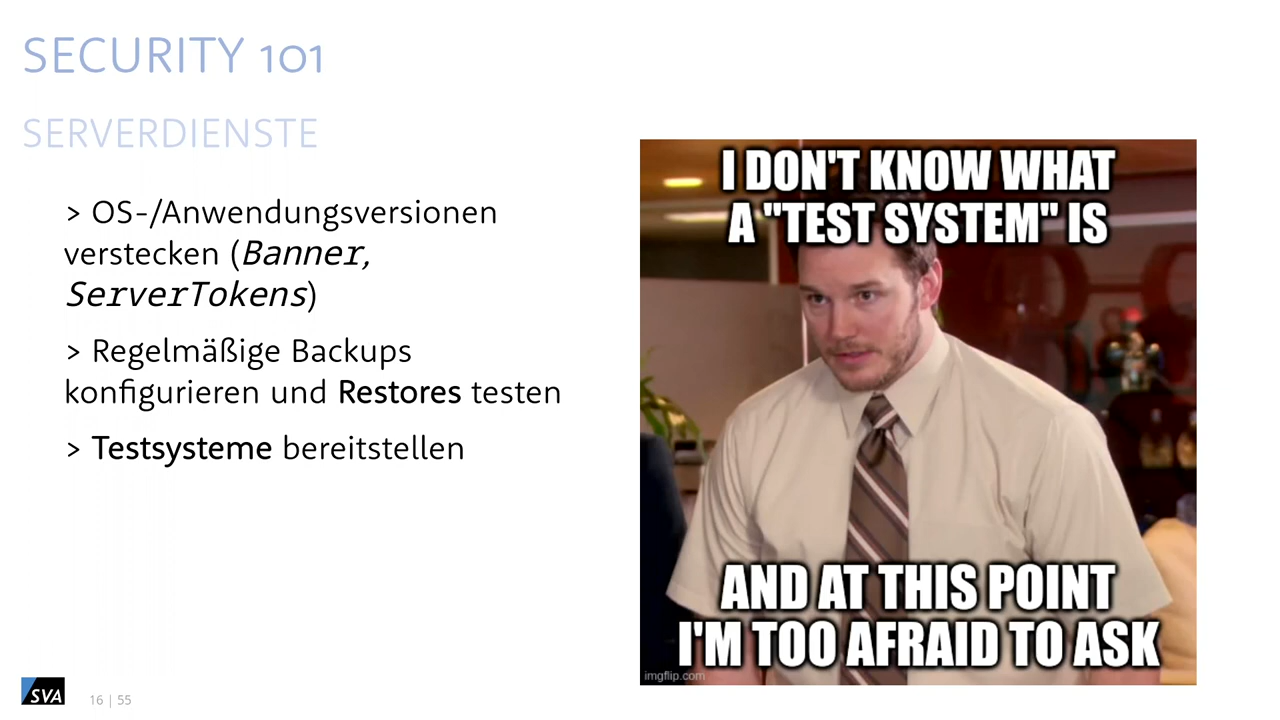 SECURITY 101
SERVERDIENSTE
> OS-/Anwendungsversionen
verstecken (Banner,
ServerTokens)
> Regelmäßige Backups
konfigurieren und Restores testen
> Testsysteme bereitstellen
I DON'T KNOW WHAT
A "TEST SYSTEM" IS
AND AT THIS POINT
I'M TOO AFRAID TO ASK
imgflip.com
SVA
16 | 55